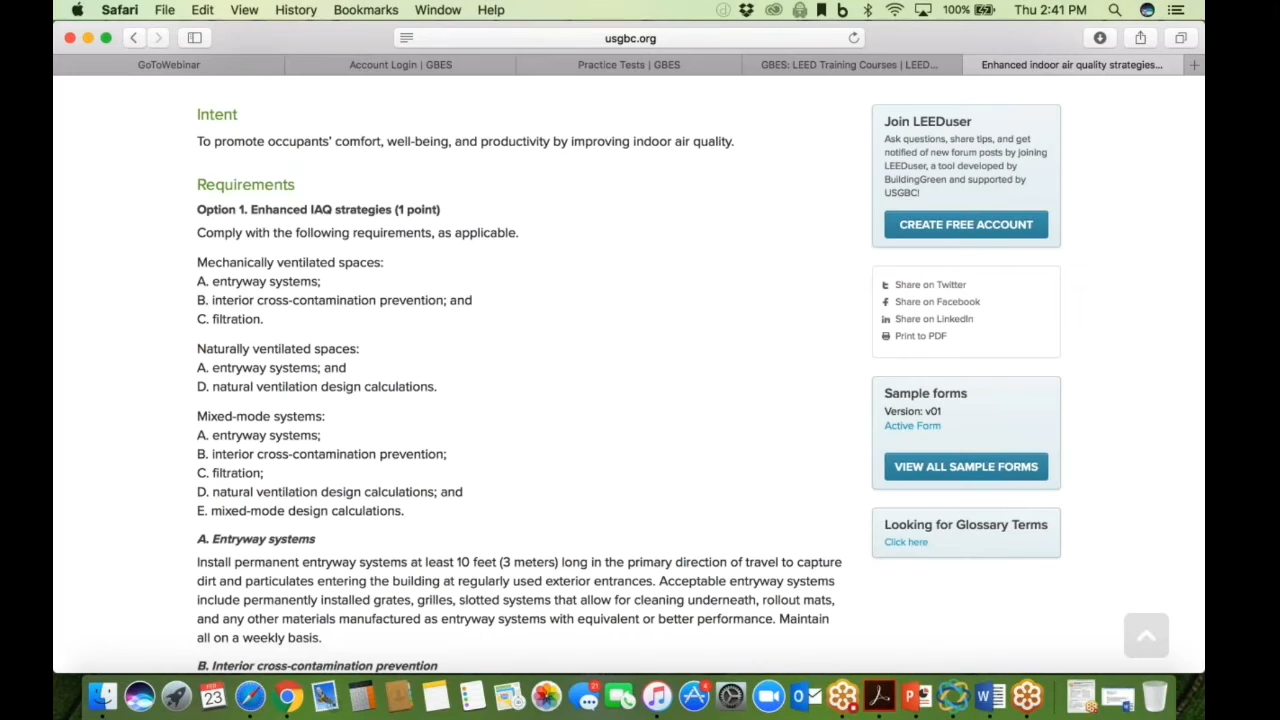 Safari File Edit View History Bookmarks Window Help 100% Thu 2:41 PM
usgbc.org
GoToWebinar Account Login | GBES Practice Tests | GBES GBES: LEED Training Courses | LEED... Enhanced indoor air quality strategies...
Intent
To promote occupants' comfort, well-being, and productivity by improving indoor air quality.
Requirements
Option 1. Enhanced IAQ strategies (1 point)
Comply with the following requirements, as applicable.
Mechanically ventilated spaces:
A. entryway systems;
B. interior cross-contamination prevention; and
C. filtration.
Naturally ventilated spaces:
A. entryway systems; and
D. natural ventilation design calculations.
Mixed-mode systems:
A. entryway systems;
B. interior cross-contamination prevention;
C. filtration;
D. natural ventilation design calculations; and
E. mixed-mode design calculations.
A. Entryway systems
Install permanent entryway systems at least 10 feet (3 meters) long in the primary direction of travel to capture
dirt and particulates entering the building at regularly used exterior entrances. Acceptable entryway systems
include permanently installed grates, grilles, slotted systems that allow for cleaning underneath, rollout mats,
and any other materials manufactured as entryway systems with equivalent or better performance. Maintain
all on a weekly basis.
B. Interior cross-contamination prevention
Join LEEDuser
Ask questions, share tips, and get
notified of new forum posts by joining
LEEDuser, a tool developed by
BuildingGreen and supported by
USGBC!
CREATE FREE ACCOUNT
Share on Twitter
Share on Facebook
Share on LinkedIn
Print to PDF
Sample forms
Version: v01
Active Form
VIEW ALL SAMPLE FORMS
Looking for Glossary Terms
Click here
23
21